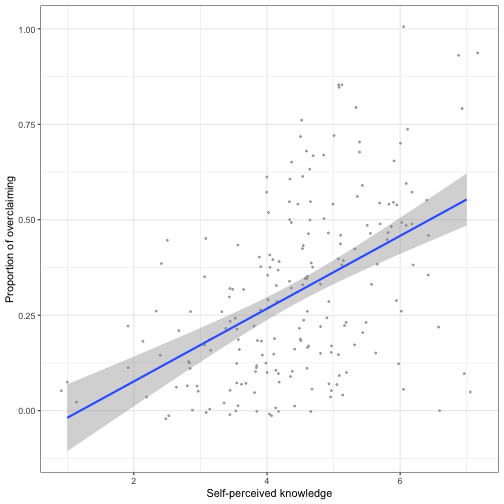 1.00
0.75
0.50
0.25
0.00
Proportion of overclaiming
2 4 6
Self-perceived knowledge